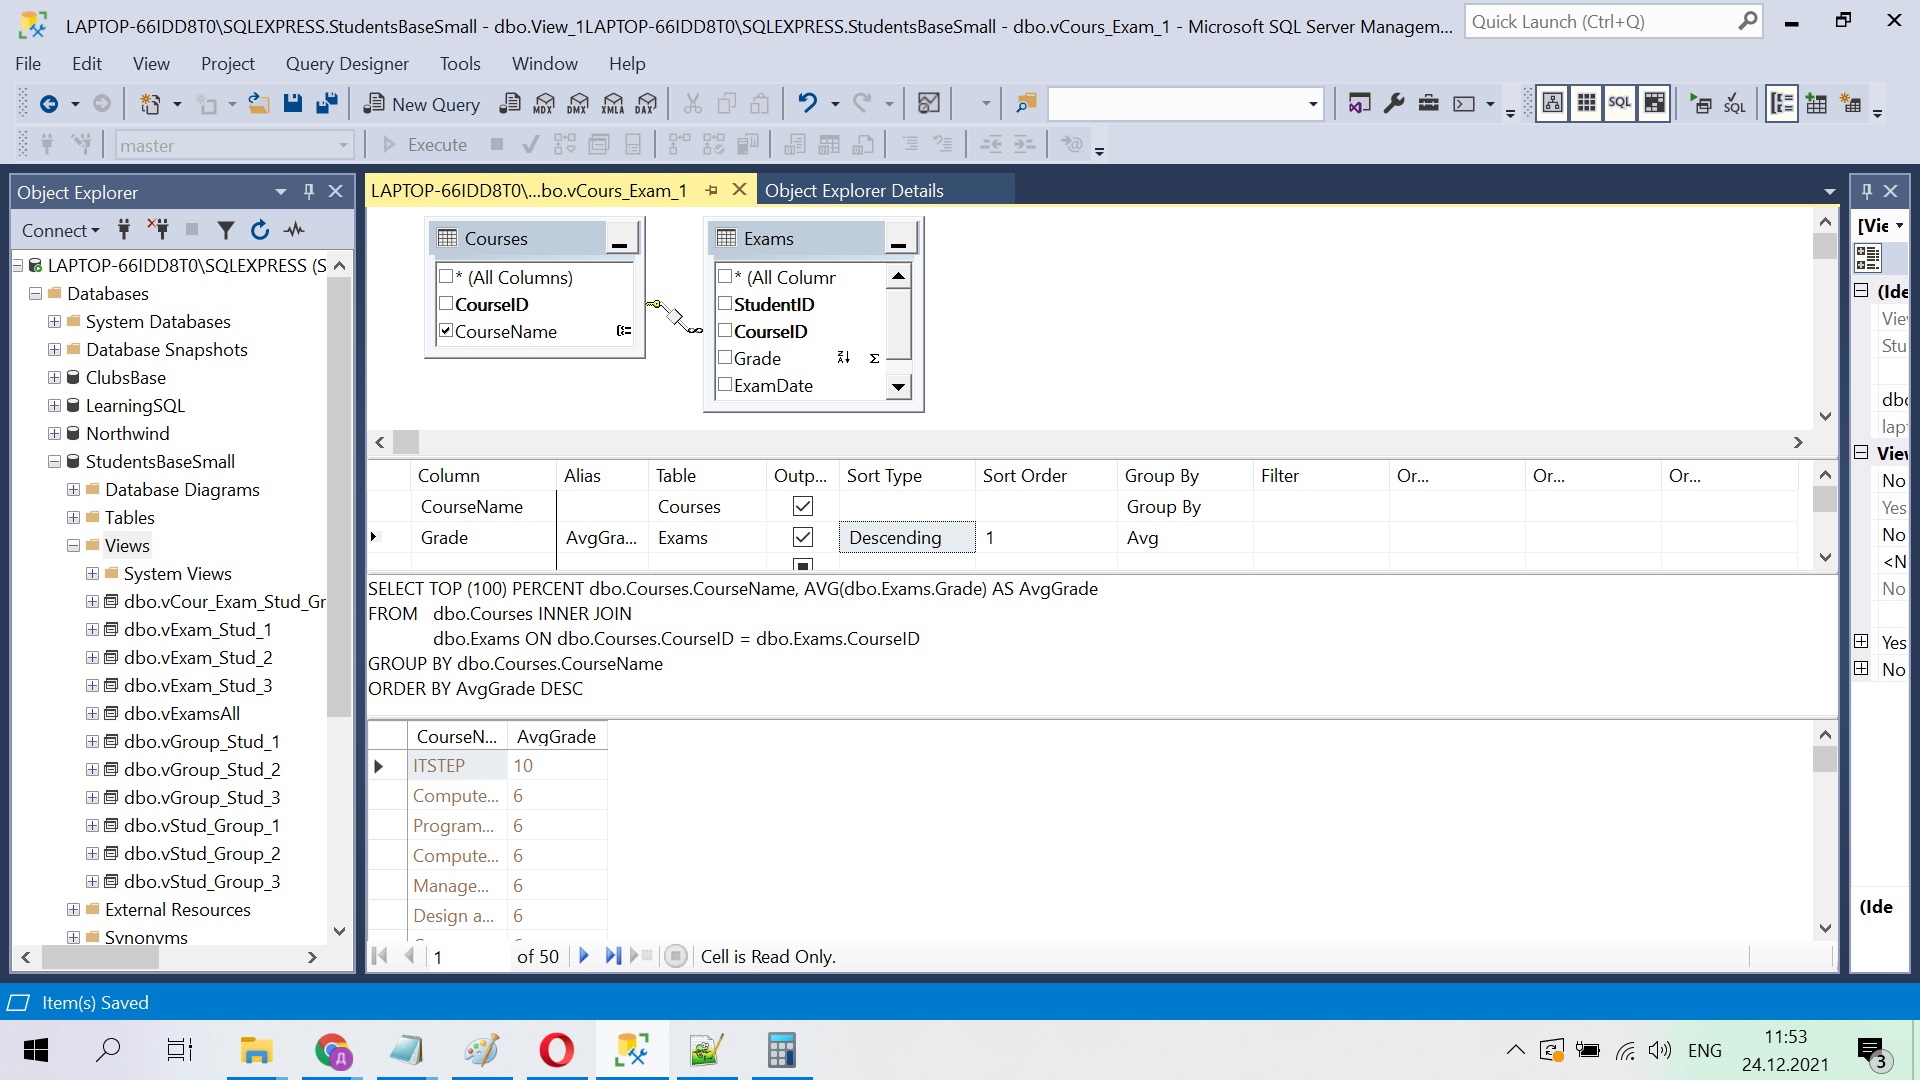 LAPTOP-66IDD8T0\SQLEXPRESS.StudentsBaseSmall - dbo.View_1LAPTOP-66IDD8T0\SQLEXPRESS.StudentsBaseSmall - dbo.vCours_Exam_1 - Microsoft SQL Server Managem...
Quick Launch (Ctrl+Q)
File Edit View Project Query Designer Tools Window Help
New Query MDX DMX XMLA DAX SQL SQL
master Execute
Object Explorer
Connect
LAPTOP-66IDD8T0\SQLEXPRESS (S
Databases
System Databases
Database Snapshots
ClubsBase
LearningSQL
Northwind
StudentsBaseSmall
Database Diagrams
Tables
Views
System Views
dbo.vCour_Exam_Stud_Gr
dbo.vExam_Stud_1
dbo.vExam_Stud_2
dbo.vExam_Stud_3
dbo.vExamsAll
dbo.vGroup_Stud_1
dbo.vGroup_Stud_2
dbo.vGroup_Stud_3
dbo.vStud_Group_1
dbo.vStud_Group_2
dbo.vStud_Group_3
External Resources
Synonyms
LAPTOP-66IDD8T0\...bo.vCours_Exam_1
Object Explorer Details
Courses
* (All Columns)
CourseID
CourseName
Exams
* (All Columr
StudentID
CourseID
Grade
ExamDate
Column Alias Table Outp... Sort Type Sort Order Group By Filter Or... Or... Or...
CourseName Courses Group By
Grade AvgGra... Exams Descending 1 Avg
SELECT TOP (100) PERCENT dbo.Courses.CourseName, AVG(dbo.Exams.Grade) AS AvgGrade
FROM dbo.Courses INNER JOIN
dbo.Exams ON dbo.Courses.CourseID = dbo.Exams.CourseID
GROUP BY dbo.Courses.CourseName
ORDER BY AvgGrade DESC
CourseN... AvgGrade
ITSTEP 10
Compute... 6
Program... 6
Compute... 6
Manage... 6
Design a... 6
1 of 50 Cell is Read Only.
[Vie
(Ide
Vie
Stu
dbo
lap
Viev
No
Yes
No
<N
No
Yes
No
(Ide
Item(s) Saved
ENG
11:53
24.12.2021
3